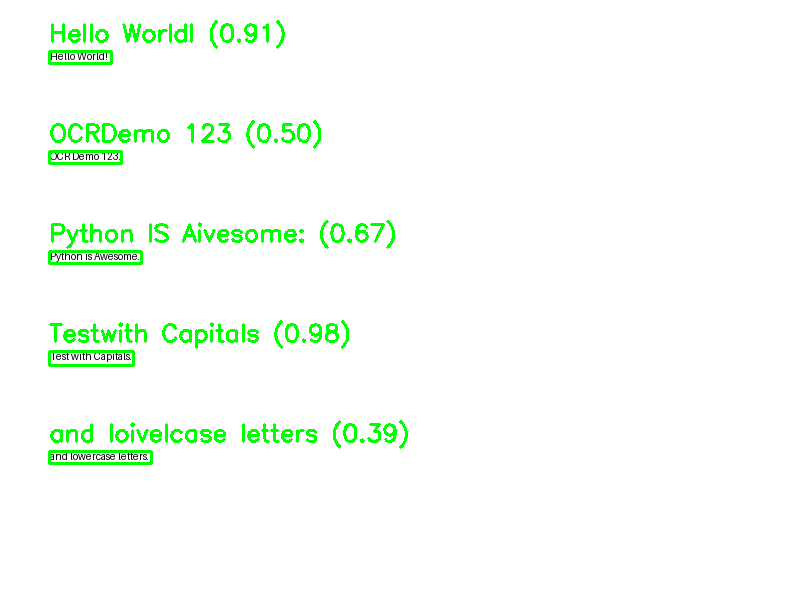 Hello Worldl (0.91)
Hello World!
OCRDemo 123 (0.50)
OCR Demo 123.
Python IS Aivesome: (0.67)
Python is Awesome.
Testwith Capitals (0.98)
Test with Capitals.
and loivelcase letters (0.39)
and lowercase letters.